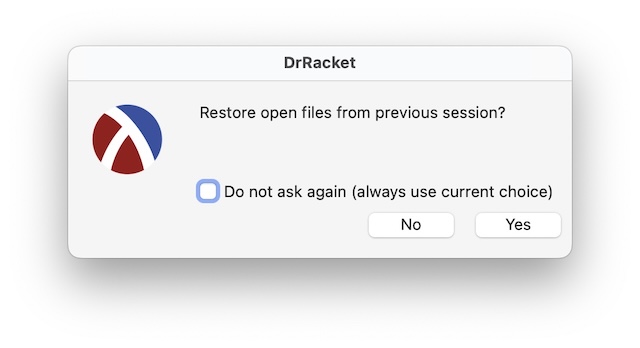 DrRacket
Restore open files from previous session?
Do not ask again (always use current choice)
No
Yes